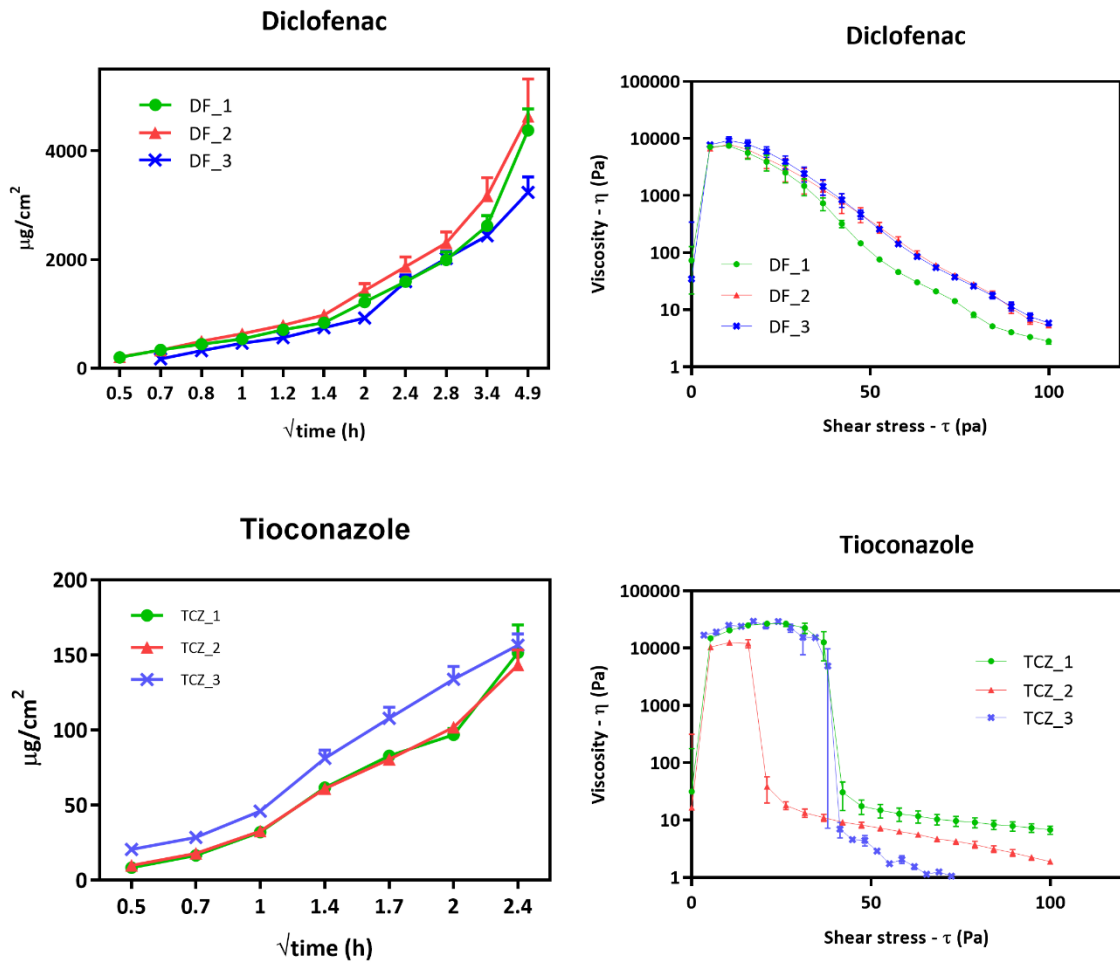 Diclofenac
μg/cm²
4000
2000
0
DF_1
DF_2
DF_3
0.5 0.7 0.8 1 1.2 1.4 2 2.4 2.8 3.4 4.9
√time (h)
Diclofenac
Viscosity - η (Pa)
100000
10000
1000
100
10
1
DF_1
DF_2
DF_3
0 50 100
Shear stress - τ (pa)
Tioconazole
μg/cm²
200
150
100
50
0
TCZ_1
TCZ_2
TCZ_3
0.5 0.7 1 1.4 1.7 2 2.4
√time (h)
Tioconazole
Viscosity - η (Pa)
100000
10000
1000
100
10
1
TCZ_1
TCZ_2
TCZ_3
0 50 100
Shear stress - τ (Pa)